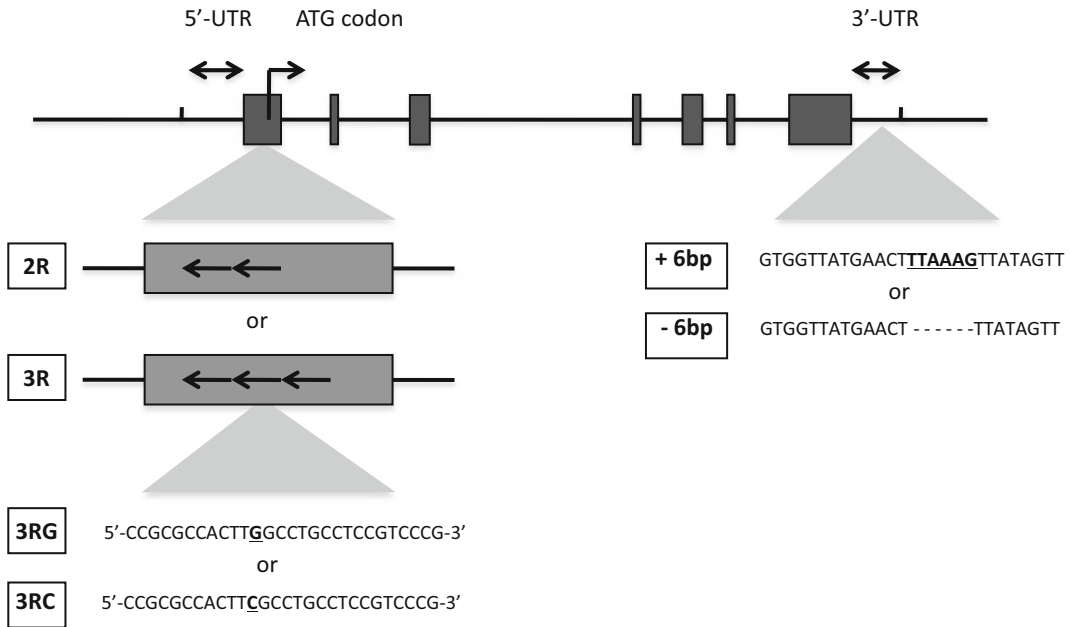 5’-UTR ATG codon 3’-UTR
2R
or
3R
+ 6bp GTGGTTATGAACTTTAAAGTTATAGTT
or
- 6bp GTGGTTATGAACT - - - - - -TTATAGTT
3RG 5’-CCGCGCCACTTGGCCTGCCTCCGTCCCG-3’
or
3RC 5’-CCGCGCCACTTCGCCTGCCTCCGTCCCG-3’